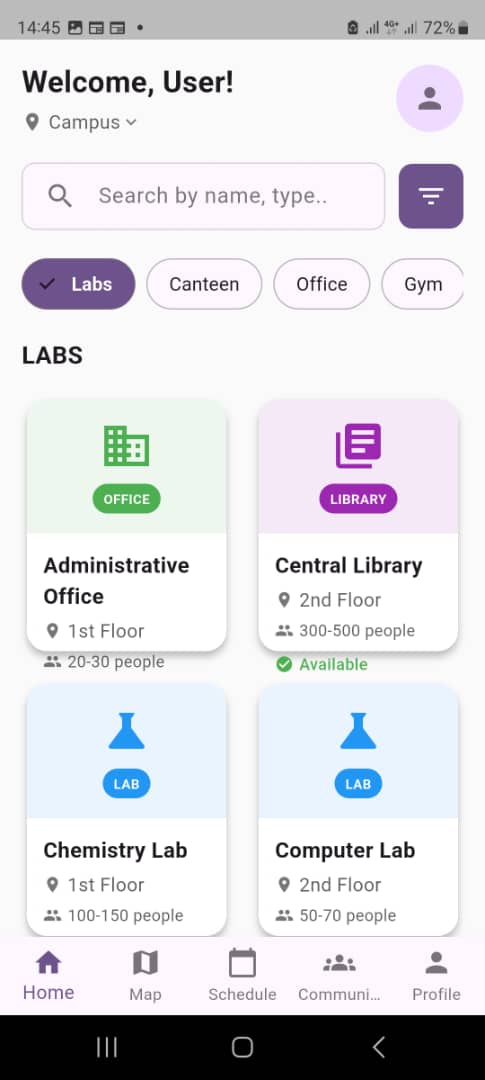 14:45 4G+ 72%
Welcome, User!
Campus
Search by name, type..
Labs Canteen Office Gym
LABS
OFFICE LIBRARY
Administrative Office
Central Library
1st Floor
2nd Floor
20-30 people
300-500 people
Available
LAB LAB
Chemistry Lab Computer Lab
1st Floor 2nd Floor
100-150 people 50-70 people
Home Map Schedule Communi... Profile